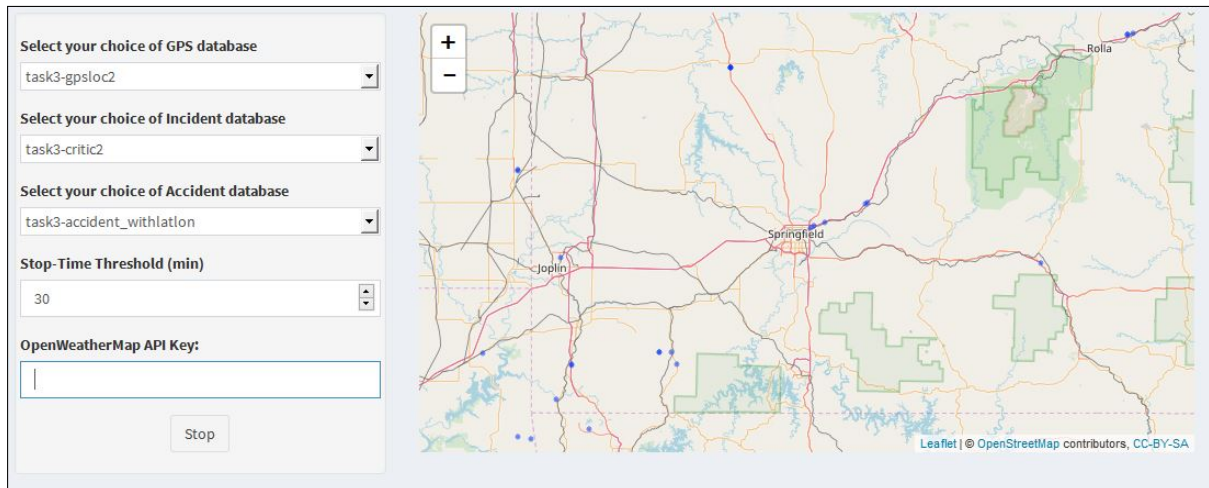 Select your choice of GPS database
task3-gpsloc2
Select your choice of Incident database
task3-critic2
Select your choice of Accident database
task3-accident_withlatlon
Stop-Time Threshold (min)
30
OpenWeatherMap API Key:
Stop
+
−
Rolla
Springfield
Joplin
Leaflet | © OpenStreetMap contributors, CC-BY-SA